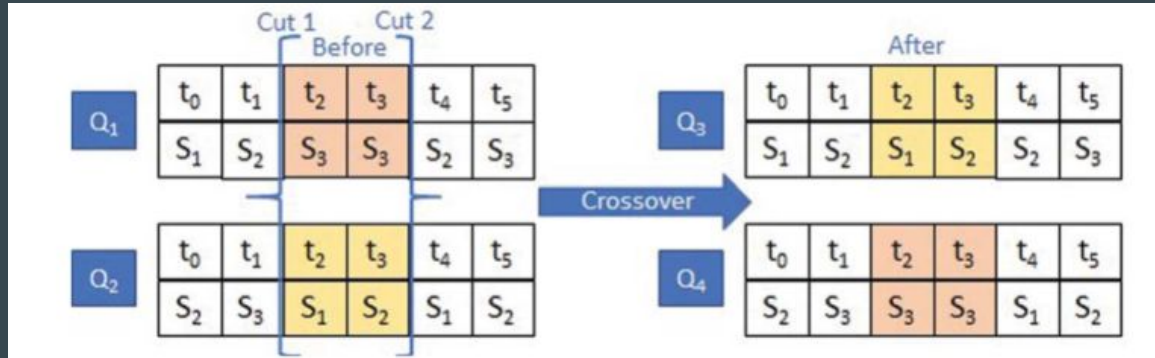 Cut 1 Cut 2
Before After
t₀ t₁ t₂ t₃ t₄ t₅ t₀ t₁ t₂ t₃ t₄ t₅
Q₁ Q₃
S₁ S₂ S₃ S₃ S₂ S₃ S₁ S₂ S₁ S₂ S₂ S₃
Crossover
t₀ t₁ t₂ t₃ t₄ t₅ t₀ t₁ t₂ t₃ t₄ t₅
Q₂ Q₄
S₂ S₃ S₁ S₂ S₁ S₂ S₂ S₃ S₃ S₃ S₁ S₂